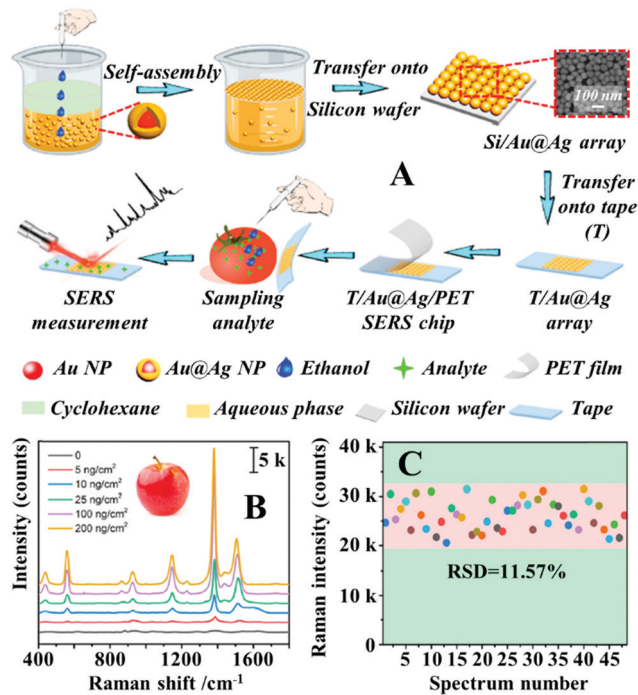 Self-assembly
Transfer onto
Silicon wafer
100 nm
Si/Au@Ag array
A
Transfer
onto tape
(T)
SERS
measurement
Sampling
analyte
T/Au@Ag/PET
SERS chip
T/Au@Ag
array
Au NP
Au@Ag NP
Ethanol
Analyte
PET film
Cyclohexane
Aqueous phase
Silicon wafer
Tape
B
Intensity (counts)
0
5 ng/cm²
10 ng/cm²
25 ng/cm²
100 ng/cm²
200 ng/cm²
5 k
400 800 1200 1600
Raman shift /cm⁻¹
C
Raman intensity (counts)
40 k
30 k
20 k
10 k
0
RSD=11.57%
5 10 15 20 25 30 35 40 45
Spectrum number